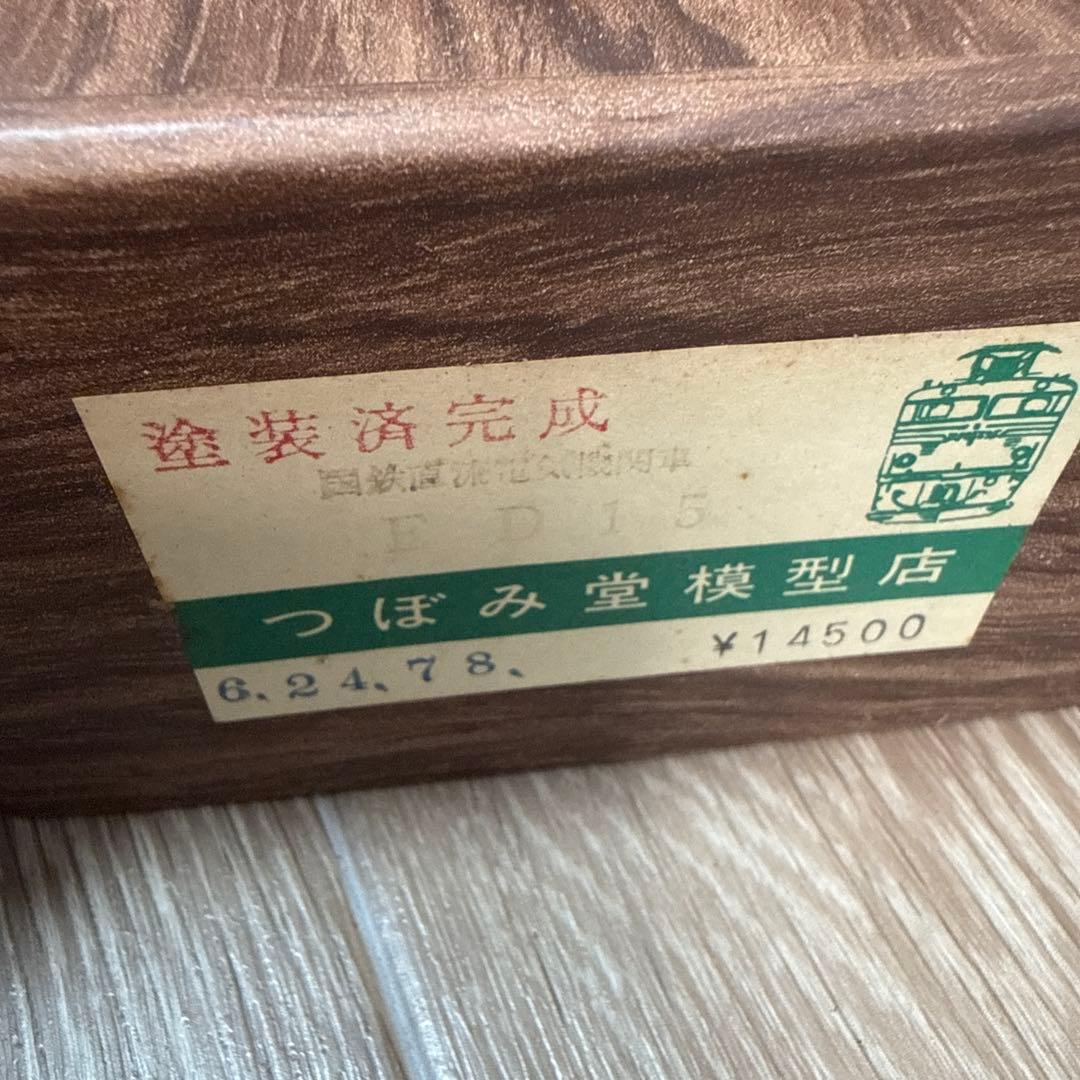 塗装済完成
国鉄直流電気機関車
ED15
つぼみ堂模型店
6、24、78、
¥14500